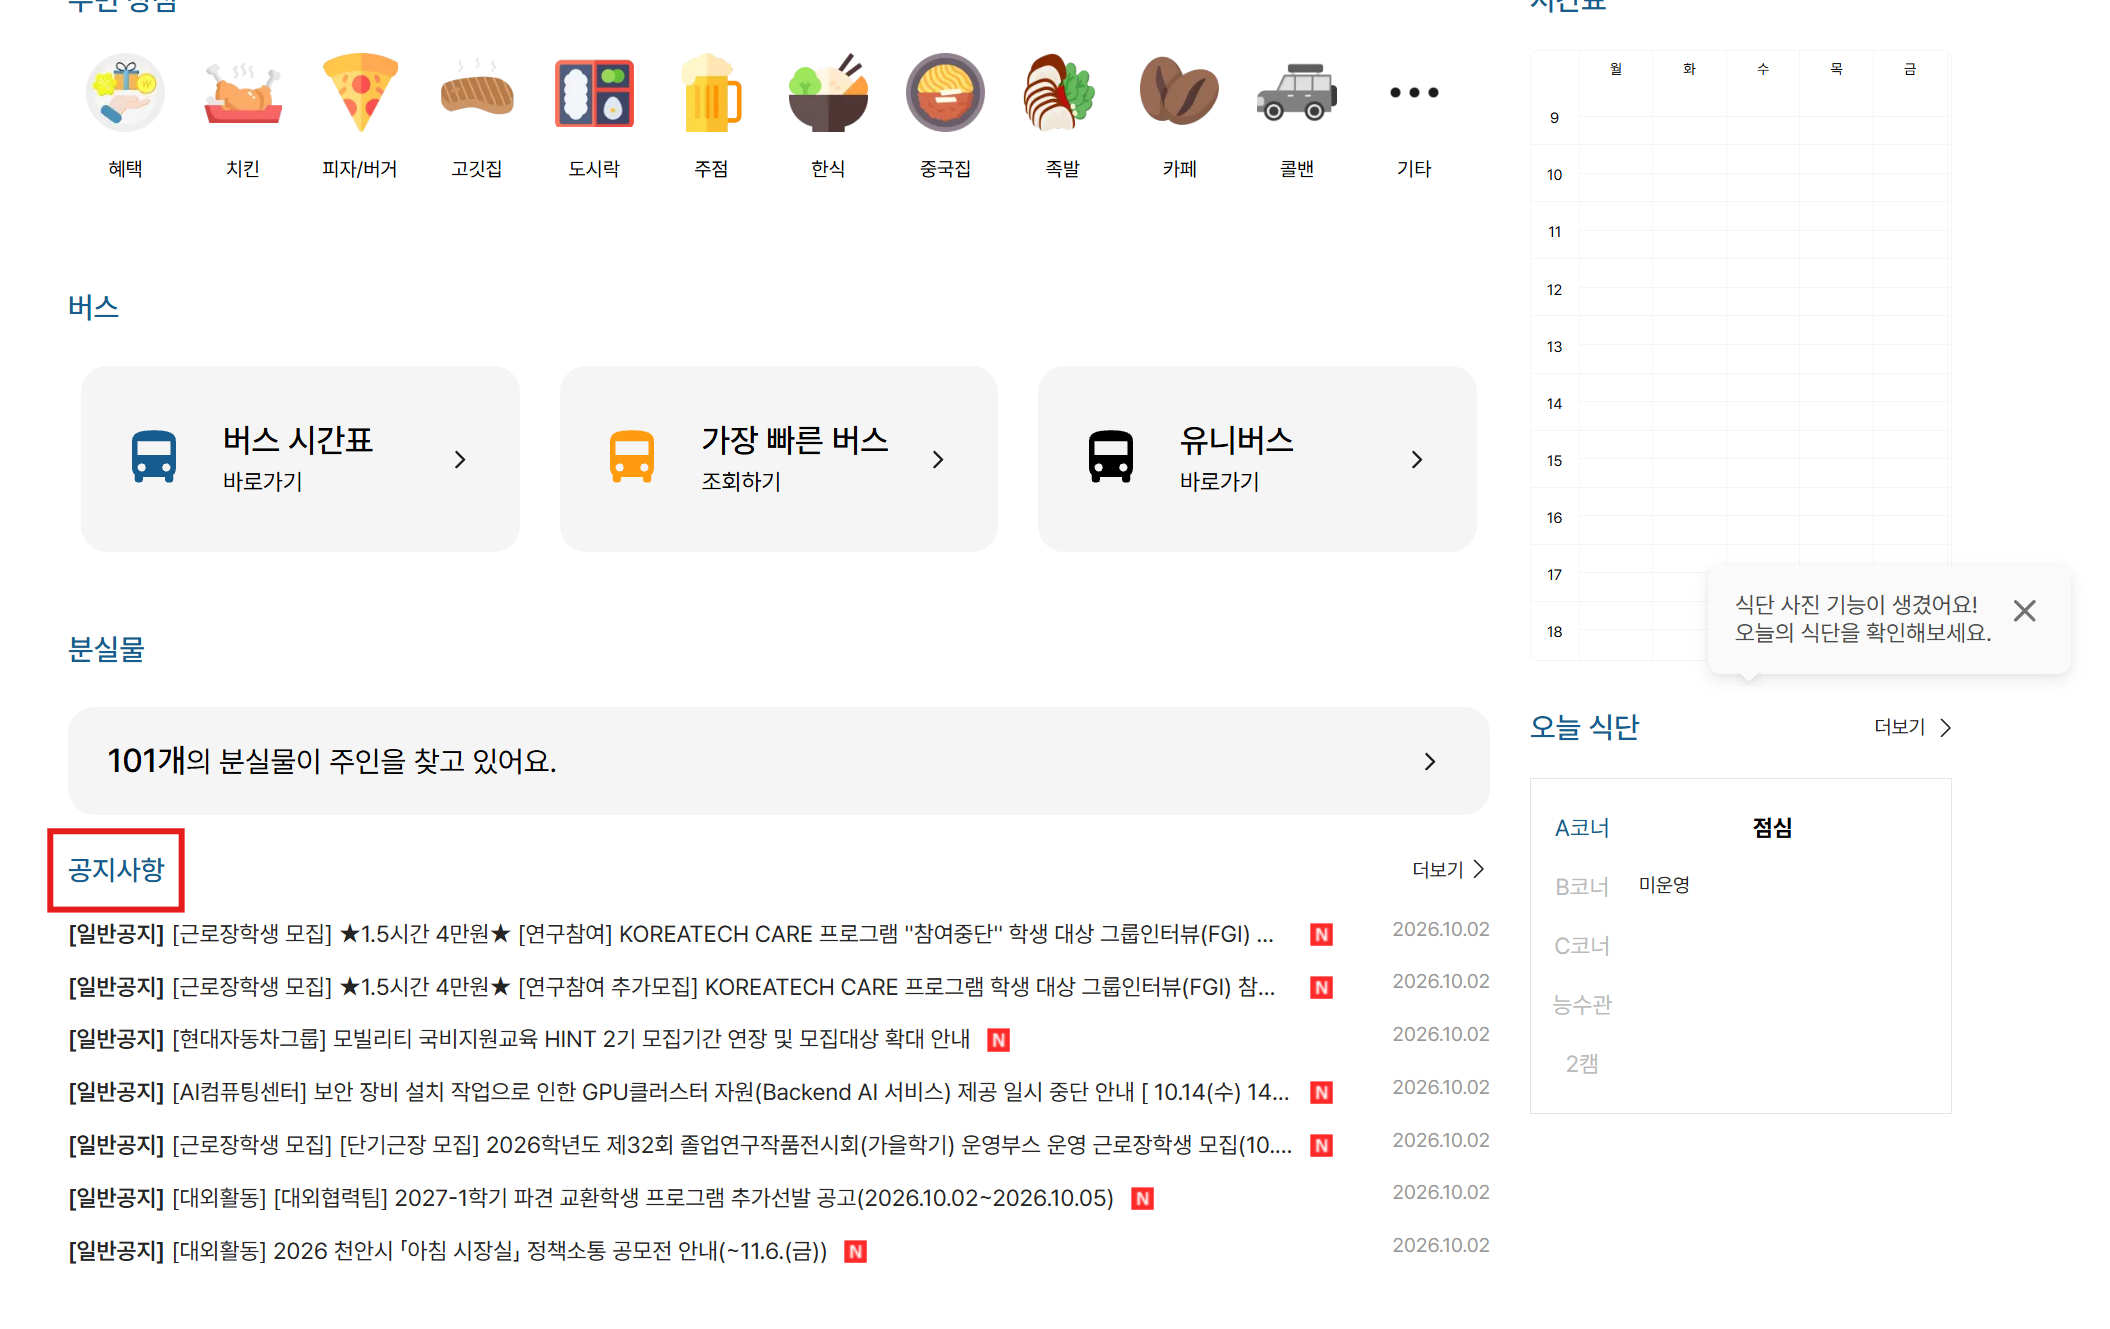 혜택
치킨
피자/버거
고깃집
도시락
주점
한식
중국집
족발
카페
콜밴
기타
버스
버스 시간표
바로가기
가장 빠른 버스
조회하기
유니버스
바로가기
분실물
101개의 분실물이 주인을 찾고 있어요.
공지사항
더보기
[일반공지] [근로장학생 모집] ★1.5시간 4만원★ [연구참여] KOREATECH CARE 프로그램 "참여중단" 학생 대상 그룹인터뷰(FGI) ... N 2026.10.02
[일반공지] [근로장학생 모집] ★1.5시간 4만원★ [연구참여 추가모집] KOREATECH CARE 프로그램 학생 대상 그룹인터뷰(FGI) 참... N 2026.10.02
[일반공지] [현대자동차그룹] 모빌리티 국비지원교육 HINT 2기 모집기간 연장 및 모집대상 확대 안내 N 2026.10.02
[일반공지] [AI컴퓨팅센터] 보안 장비 설치 작업으로 인한 GPU클러스터 자원(Backend AI 서비스) 제공 일시 중단 안내 [ 10.14(수) 14... N 2026.10.02
[일반공지] [근로장학생 모집] [단기근장 모집] 2026학년도 제32회 졸업연구작품전시회(가을학기) 운영부스 운영 근로장학생 모집(10.... N 2026.10.02
[일반공지] [대외활동] [대외협력팀] 2027-1학기 파견 교환학생 프로그램 추가선발 공고(2026.10.02~2026.10.05) N 2026.10.02
[일반공지] [대외활동] 2026 천안시 「아침 시장실」 정책소통 공모전 안내(~11.6.(금)) N 2026.10.02
시간표
월 화 수 목 금
9
10
11
12
13
14
15
16
17
18
식단 사진 기능이 생겼어요!
오늘의 식단을 확인해보세요.
오늘 식단
더보기
A코너
B코너
C코너
능수관
2캠
점심
미운영